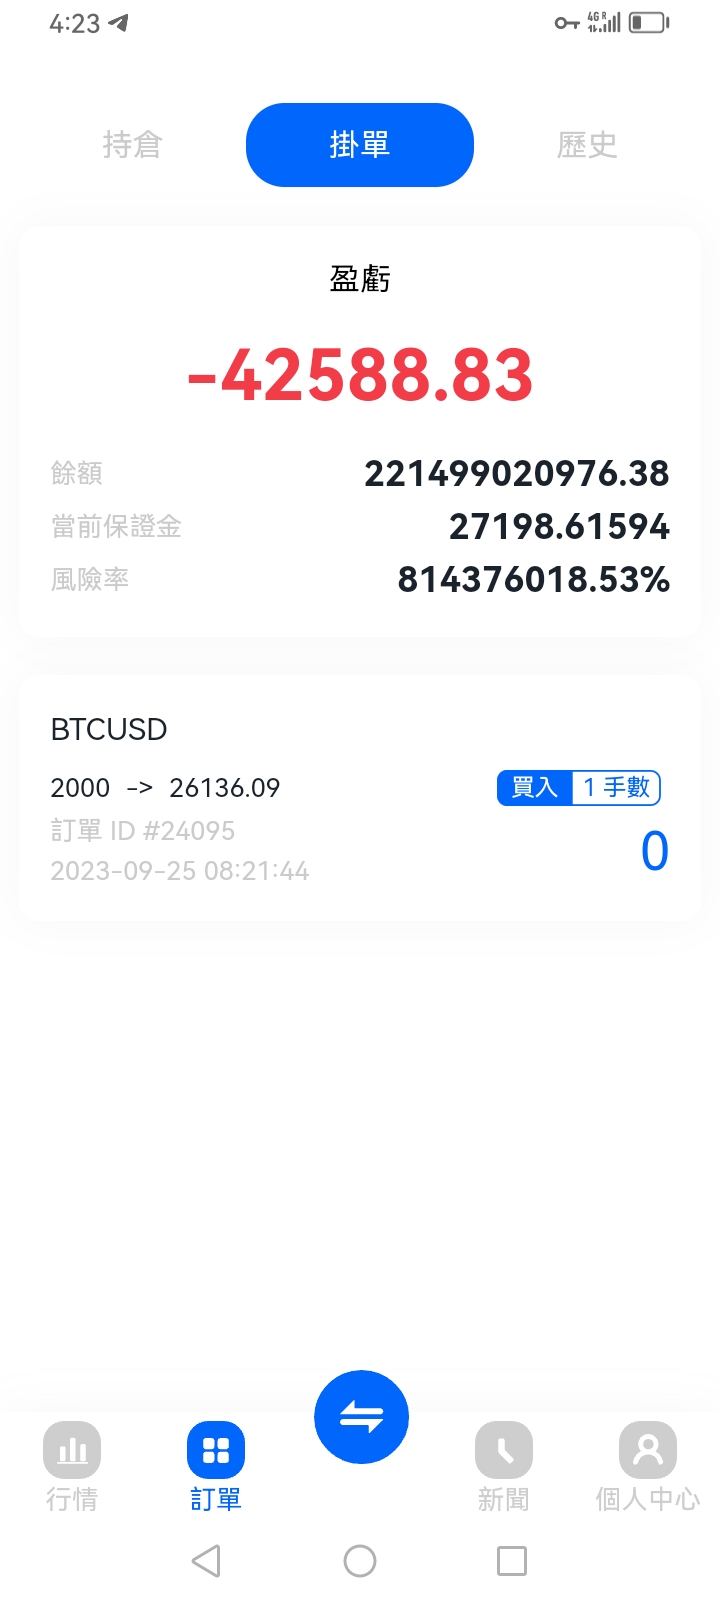 4:23
4G R
持倉 掛單 歷史
盈虧
-42588.83
餘額 221499020976.38
當前保證金 27198.61594
風險率 814376018.53%
BTCUSD
2000 -> 26136.09 買入 1 手數
訂單 ID #24095
0
2023-09-25 08:21:44
行情 訂單 新聞 個人中心